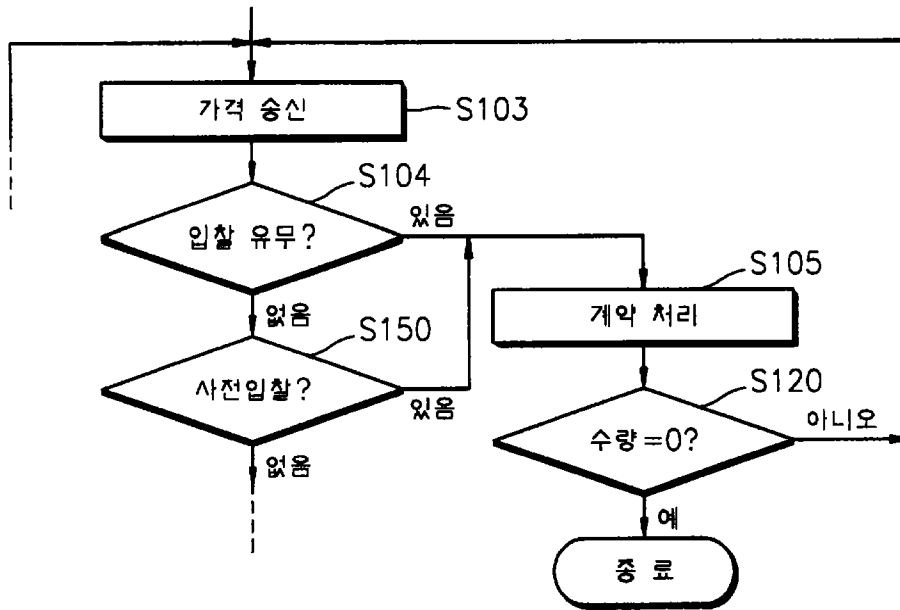 가격 송신
S103
S104
입찰 유무?
있음
없음
S105
계약 처리
S150
사전입찰?
있음
없음
S120
수량=0?
아니오
예
종료